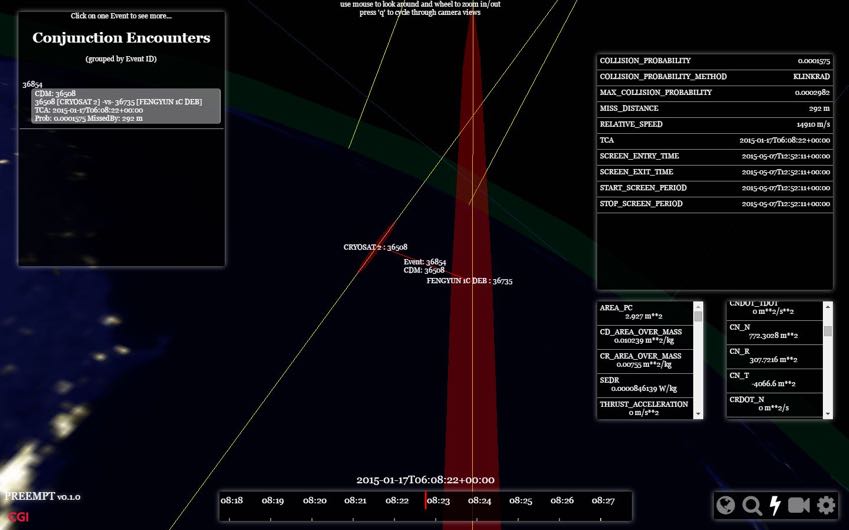 use mouse to look around and wheel to zoom in/out
press 'q' to cycle through camera views
Click on one Event to see more...
Conjunction Encounters
(grouped by Event ID)
36854
CDM: 36508
36508 [CRYOSAT 2] -vs- 36735 [FENGYUN 1C DEB]
TCA: 2015-01-17T06:08:22+00:00
Prob: 0.0001575 MissedBy: 292 m
COLLISION_PROBABILITY 0.0001575
COLLISION_PROBABILITY_METHOD KLINKRAD
MAX_COLLISION_PROBABILITY 0.0002982
MISS_DISTANCE 292 m
RELATIVE_SPEED 14910 m/s
TCA 2015-01-17T06:08:22+00:00
SCREEN_ENTRY_TIME 2015-05-07T12:52:11+00:00
SCREEN_EXIT_TIME 2015-05-07T12:52:11+00:00
START_SCREEN_PERIOD 2015-05-07T12:52:11+00:00
STOP_SCREEN_PERIOD 2015-05-07T12:52:11+00:00
CRYOSAT 2 : 36508
Event: 36854
CDM: 36508
FENGYUN 1C DEB : 36735
AREA_PC
2.927 m**2
CD_AREA_OVER_MASS
0.010239 m**2/kg
CR_AREA_OVER_MASS
0.00755 m**2/kg
SEDR
0.0000846139 W/kg
THRUST_ACCELERATION
0 m/s**2
CNDOT_TDOT
0 m**2/s**2
CN_N
772.3028 m**2
CN_R
307.7216 m**2
CN_T
-4066.6 m**2
CRDOT_N
0 m**2/s
2015-01-17T06:08:22+00:00
08:18 08:19 08:20 08:21 08:22 08:23 08:24 08:25 08:26 08:27
PREEMPT v0.1.0
CGI